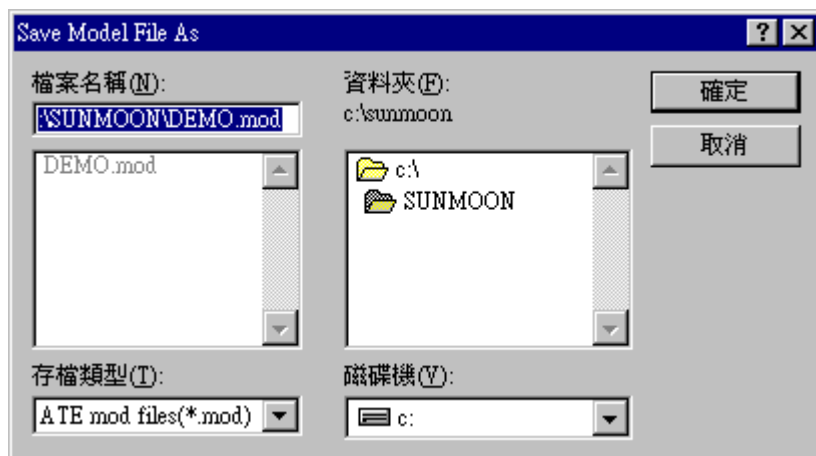 Save Model File As
檔案名稱(N):
:\SUNMOON\DEMO.mod
DEMO.mod
資料夾(F):
c:\sunmoon
c:\
SUNMOON
確定
取消
存檔類型(T):
ATE mod files(*.mod)
磁碟機(V):
c: